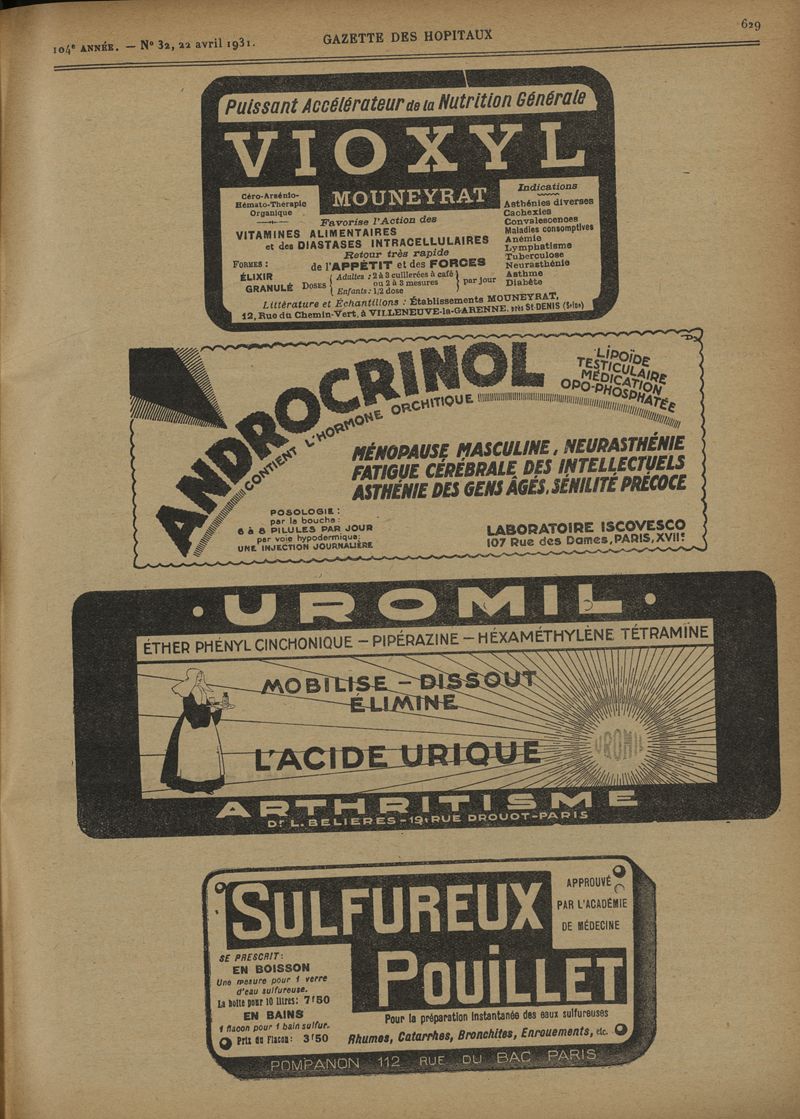 104e ANNÉE. — N° 32, 22 avril 1931.
GAZETTE DES HOPITAUX
629
Puissant Accélérateur de la Nutrition Générale
VIOXYL
MOUNEYRAT
Céro-Arsénio-
Hémato-Thérapie
Organique
Favorise l'Action des
VITAMINES ALIMENTAIRES
et des DIASTASES INTRACELLULAIRES
Retour très rapide
de l'APPÉTIT et des FORCES
FORMES :
ÉLIXIR
GRANULÉ
DOSES
Adultes : 2 à 3 cuillerées à café
ou 2 à 3 mesures
Enfants : 1/2 dose
par jour
Indications
Asthénies diverses
Cachexies
Convalescences
Maladies consomptives
Anémie
Lymphatisme
Tuberculose
Neurasthénie
Asthme
Diabète
Littérature et Échantillons : Établissements MOUNEYRAT,
12, Rue du Chemin-Vert, à VILLENEUVE-la-GARENNE, près St-DENIS (Seine)
ANDROCRINOL
CONTIENT L'HORMONE ORCHITIQUE
LIPOÏDE
TESTICULAIRE
MÉDICATION
OPO-PHOSPHATÉE
MÉNOPAUSE MASCULINE, NEURASTHÉNIE
FATIGUE CÉRÉBRALE DES INTELLECTUELS
ASTHÉNIE DES GENS ÂGÉS, SÉNILITÉ PRÉCOCE
POSOLOGIE :
par la bouche :
6 à 8 PILULES PAR JOUR
par voie hypodermique :
UNE INJECTION JOURNALIÈRE
LABORATOIRE ISCOVESCO
107 Rue des Dames, PARIS, XVIIe
• UROMIL •
ÉTHER PHÉNYL CINCHONIQUE – PIPÉRAZINE – HÉXAMÉTHYLÈNE TÉTRAMINE
MOBILISE – DISSOUT
ÉLIMINE
L'ACIDE URIQUE
UROMIL
ARTHRITISME
Dr L. BELIERES – 19, RUE DROUOT – PARIS
SULFUREUX
POUILLET
APPROUVÉ
PAR L'ACADÉMIE
DE MÉDECINE
SE PRESCRIT :
EN BOISSON
Une mesure pour 1 verre
d'eau sulfureuse.
La boîte pour 10 litres : 7f50
EN BAINS
1 flacon pour 1 bain sulfur.
Prix du Flacon : 3f50
Pour la préparation instantanée des eaux sulfureuses
Rhumes, Catarrhes, Bronchites, Enrouements, etc.
POMPANON 112 RUE DU BAC PARIS